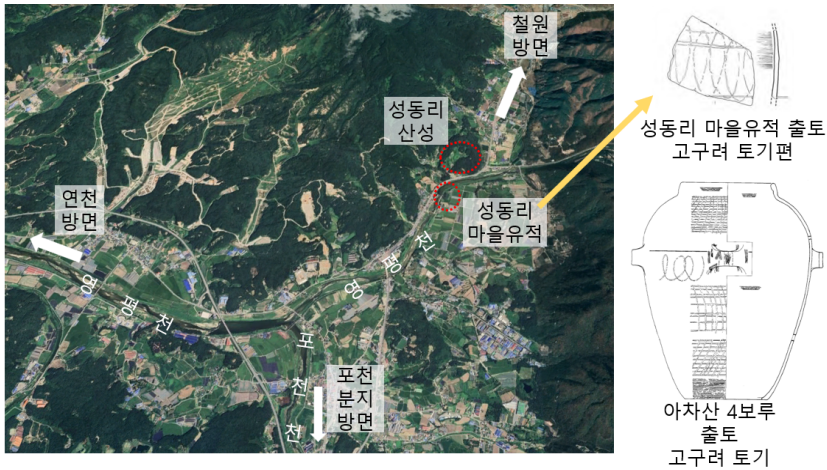 철원
방면
성동리
산성
연천
방면
성동리
마을유적
영평천
영평천
포천
천
포천
분지
방면
성동리 마을유적 출토
고구려 토기편
아차산 4보루
출토
고구려 토기